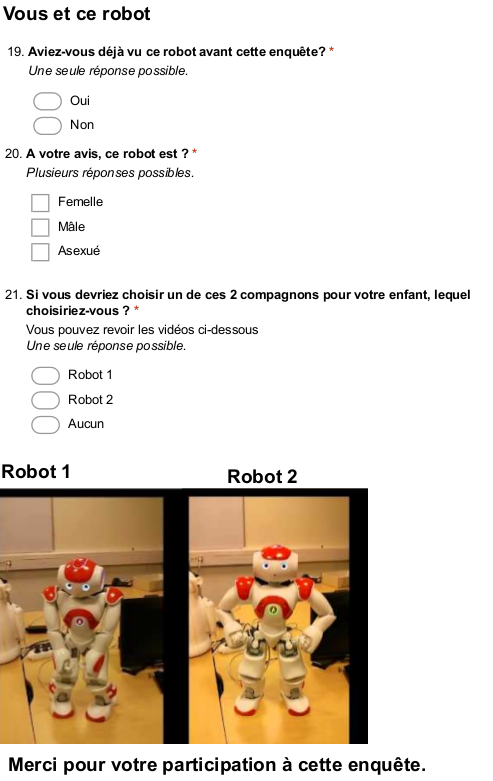 Vous et ce robot
19. Aviez-vous déjà vu ce robot avant cette enquête? *
Une seule réponse possible.
Oui
Non
20. A votre avis, ce robot est ? *
Plusieurs réponses possibles.
Femelle
Mâle
Asexué
21. Si vous devriez choisir un de ces 2 compagnons pour votre enfant, lequel
choisiriez-vous ? *
Vous pouvez revoir les vidéos ci-dessous
Une seule réponse possible.
Robot 1
Robot 2
Aucun
Robot 1
Robot 2
Merci pour votre participation à cette enquête.